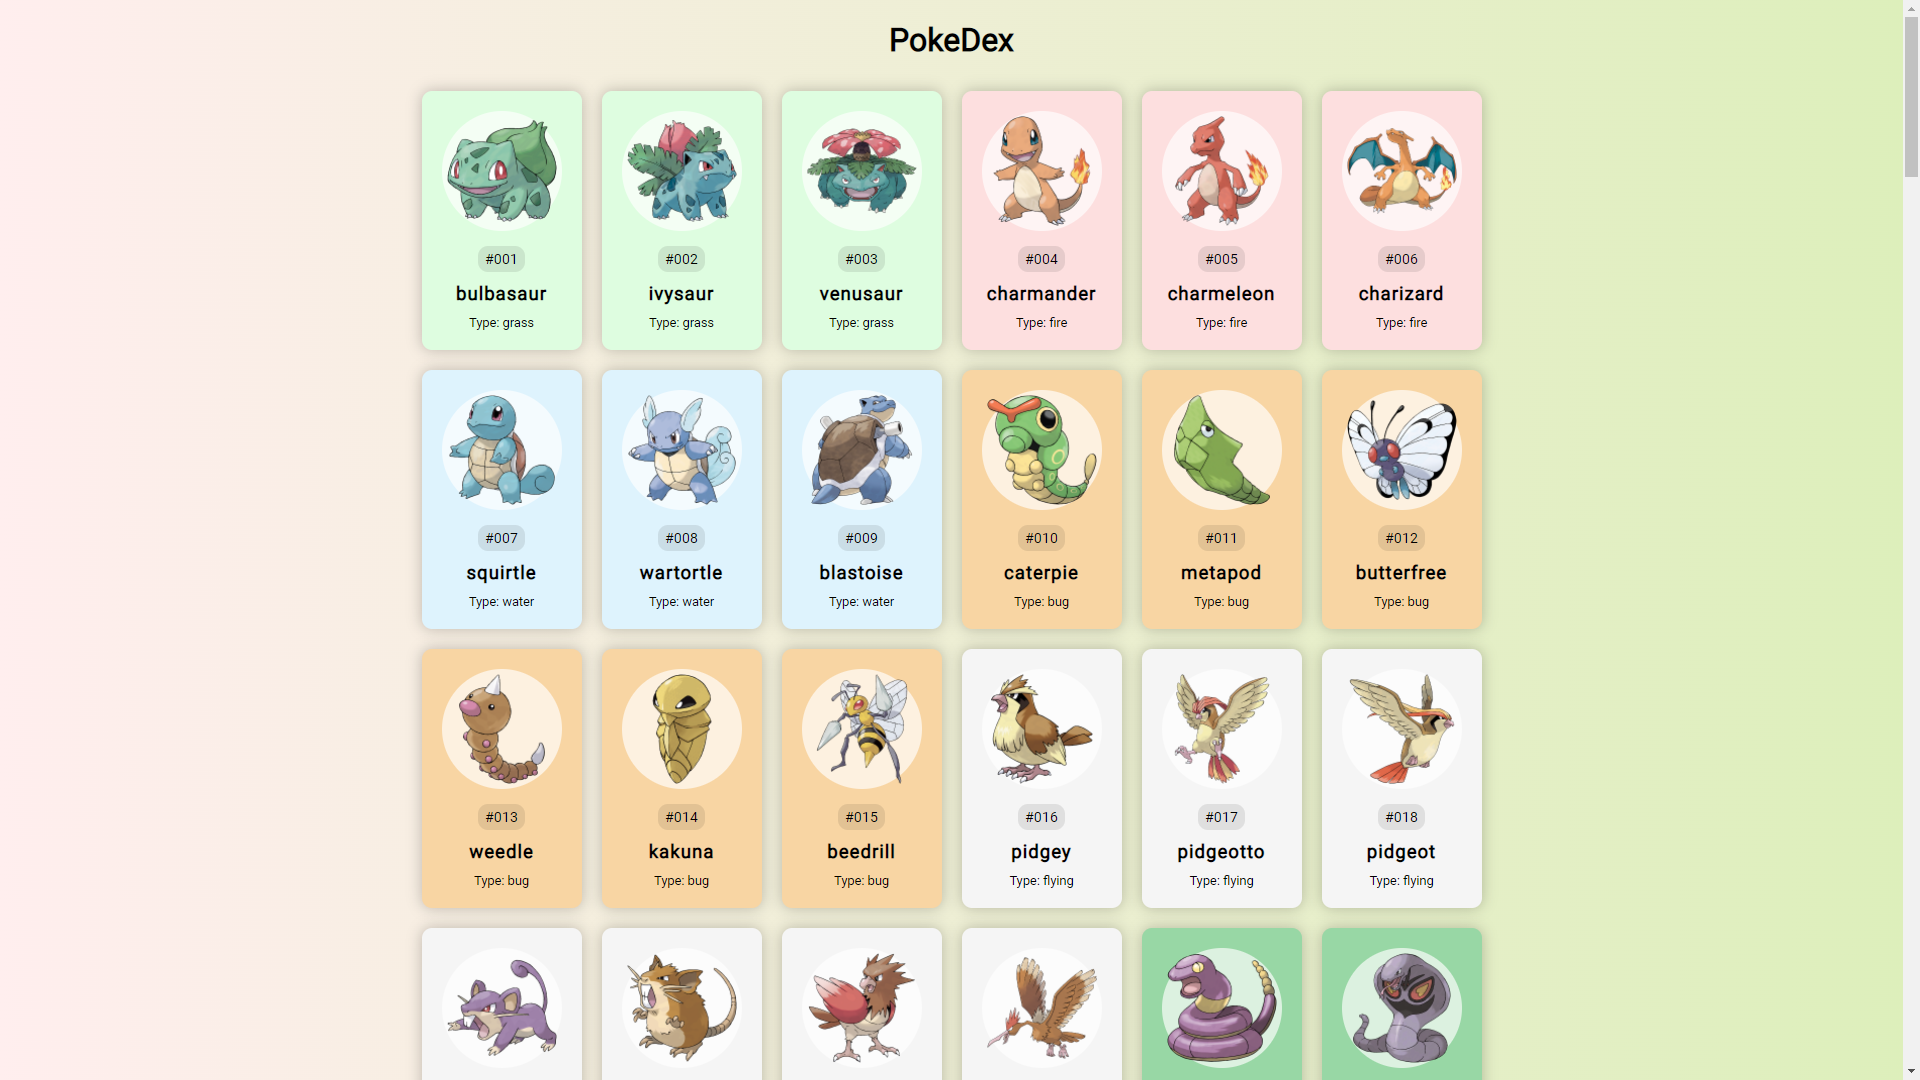 PokeDex
#001 #002 #003 #004 #005 #006
bulbasaur ivysaur venusaur charmander charmeleon charizard
Type: grass Type: grass Type: grass Type: fire Type: fire Type: fire
#007 #008 #009 #010 #011 #012
squirtle wartortle blastoise caterpie metapod butterfree
Type: water Type: water Type: water Type: bug Type: bug Type: bug
#013 #014 #015 #016 #017 #018
weedle kakuna beedrill pidgey pidgeotto pidgeot
Type: bug Type: bug Type: bug Type: flying Type: flying Type: flying